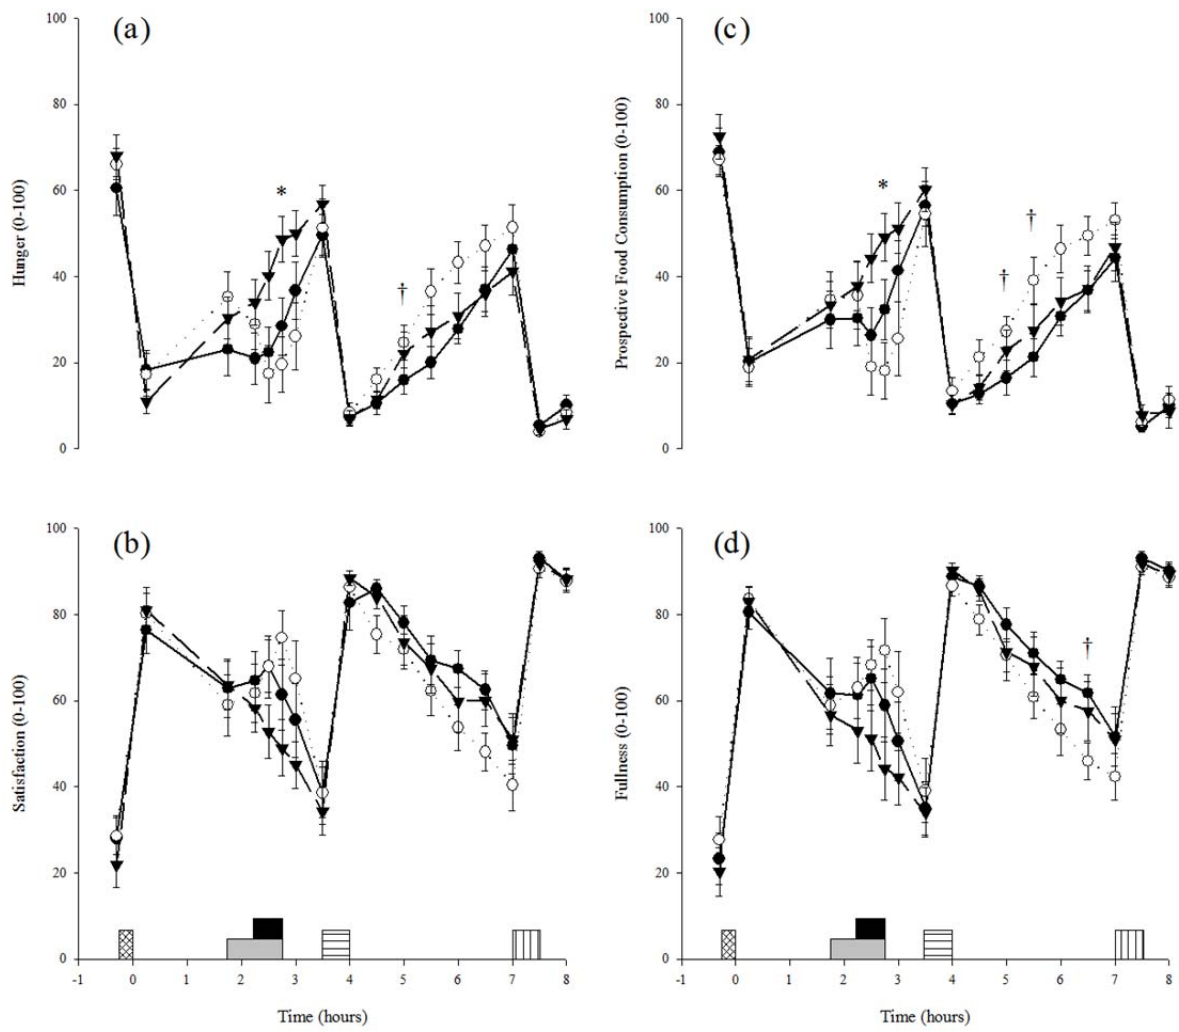 (a)
100
80
60
40
20
0
Hunger (0-100)
*
†
(c)
100
80
60
40
20
0
Prospective Food Consumption (0-100)
*
†
†
(b)
100
80
60
40
20
0
Satisfaction (0-100)
-1 0 1 2 3 4 5 6 7 8
Time (hours)
(d)
100
80
60
40
20
0
Fullness (0-100)
†
-1 0 1 2 3 4 5 6 7 8
Time (hours)